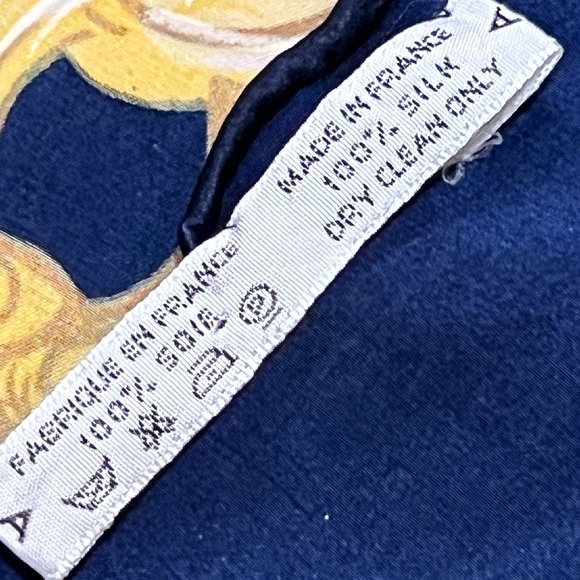 A
MADE IN FRANCE
100% SILK
DRY CLEAN ONLY
FABRIQUE EN FRANCE
100% SOIE
P
A